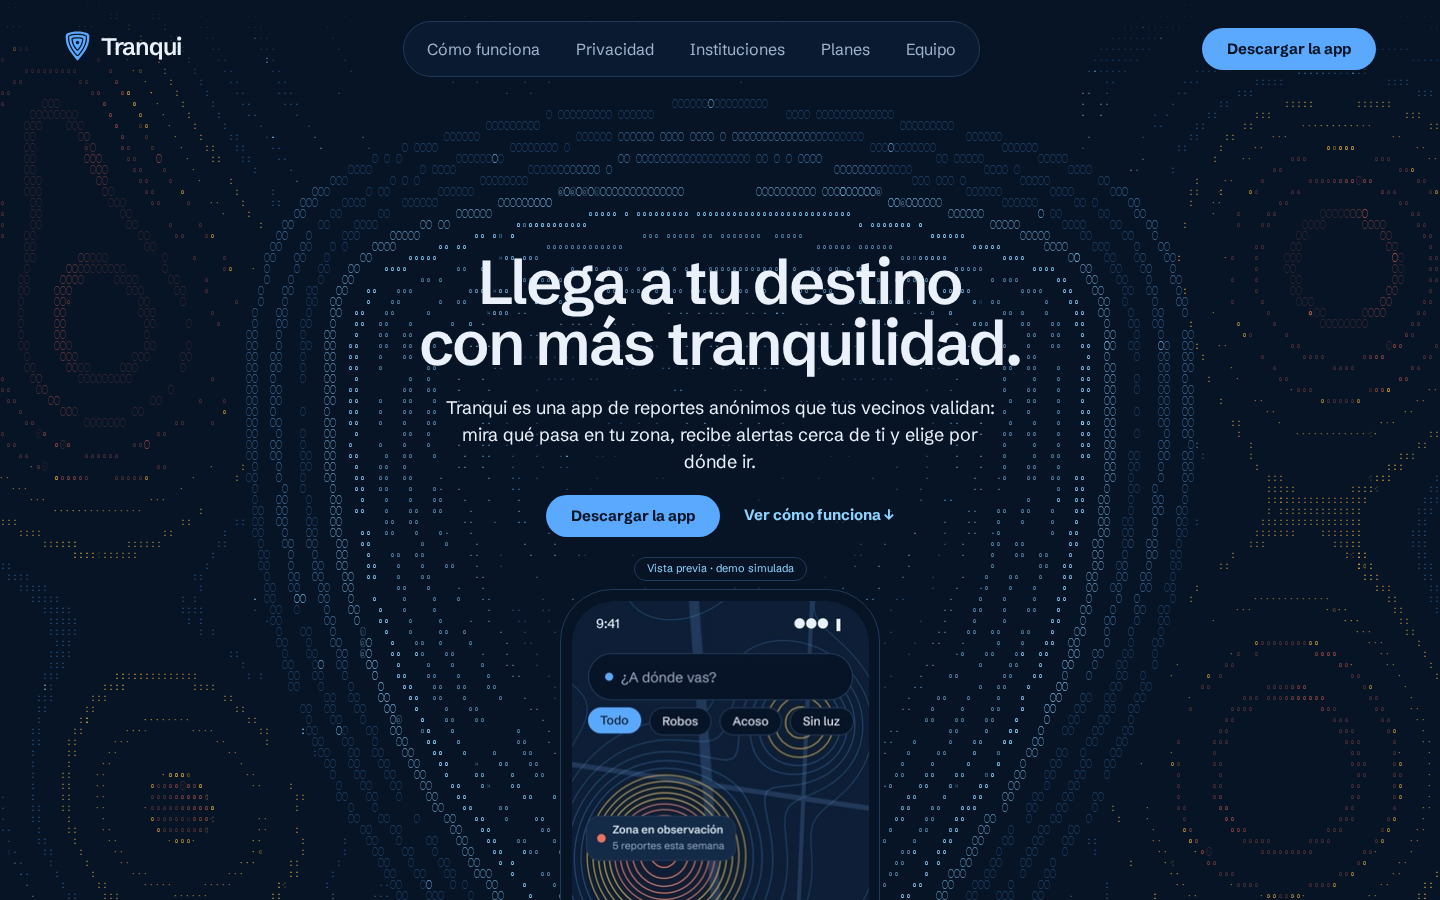 Tranqui
Cómo funciona
Privacidad
Instituciones
Planes
Equipo
Descargar la app
Llega a tu destino
con más tranquilidad.
Tranqui es una app de reportes anónimos que tus vecinos validan:
mira qué pasa en tu zona, recibe alertas cerca de ti y elige por
dónde ir.
Descargar la app
Ver cómo funciona ↓
Vista previa · demo simulada
9:41
¿A dónde vas?
Todo
Robos
Acoso
Sin luz
Zona en observación
5 reportes esta semana